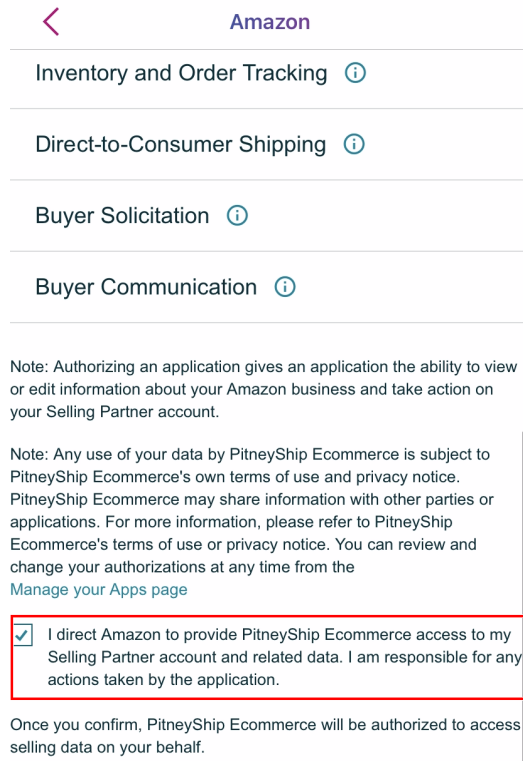 Amazon
Inventory and Order Tracking
Direct-to-Consumer Shipping
Buyer Solicitation
Buyer Communication
Note: Authorizing an application gives an application the ability to view
or edit information about your Amazon business and take action on
your Selling Partner account.
Note: Any use of your data by PitneyShip Ecommerce is subject to
PitneyShip Ecommerce's own terms of use and privacy notice.
PitneyShip Ecommerce may share information with other parties or
applications. For more information, please refer to PitneyShip
Ecommerce's terms of use or privacy notice. You can review and
change your authorizations at any time from the
Manage your Apps page
I direct Amazon to provide PitneyShip Ecommerce access to my
Selling Partner account and related data. I am responsible for any
actions taken by the application.
Once you confirm, PitneyShip Ecommerce will be authorized to access
selling data on your behalf.